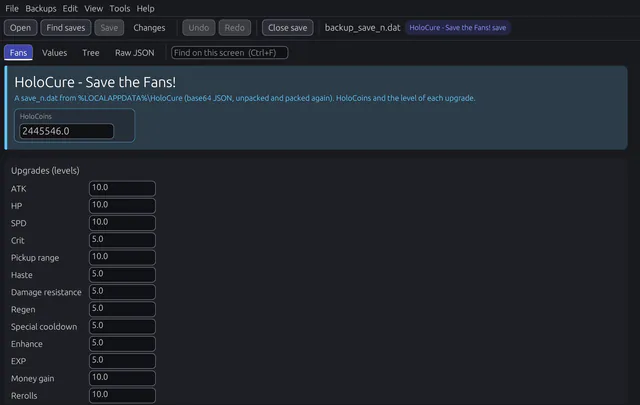 File Backups Edit View Tools Help
Open Find saves Save Changes Undo Redo Close save backup_save_n.dat HoloCure - Save the Fans! save
Fans Values Tree Raw JSON Find on this screen (Ctrl+F)
HoloCure - Save the Fans!
A save_n.dat from %LOCALAPPDATA%\HoloCure (base64 JSON, unpacked and packed again). HoloCoins and the level of each upgrade.
HoloCoins
2445546.0
Upgrades (levels)
ATK 10.0
HP 10.0
SPD 10.0
Crit 5.0
Pickup range 10.0
Haste 5.0
Damage resistance 5.0
Regen 5.0
Special cooldown 5.0
Enhance 5.0
EXP 5.0
Money gain 10.0
Rerolls 10.0